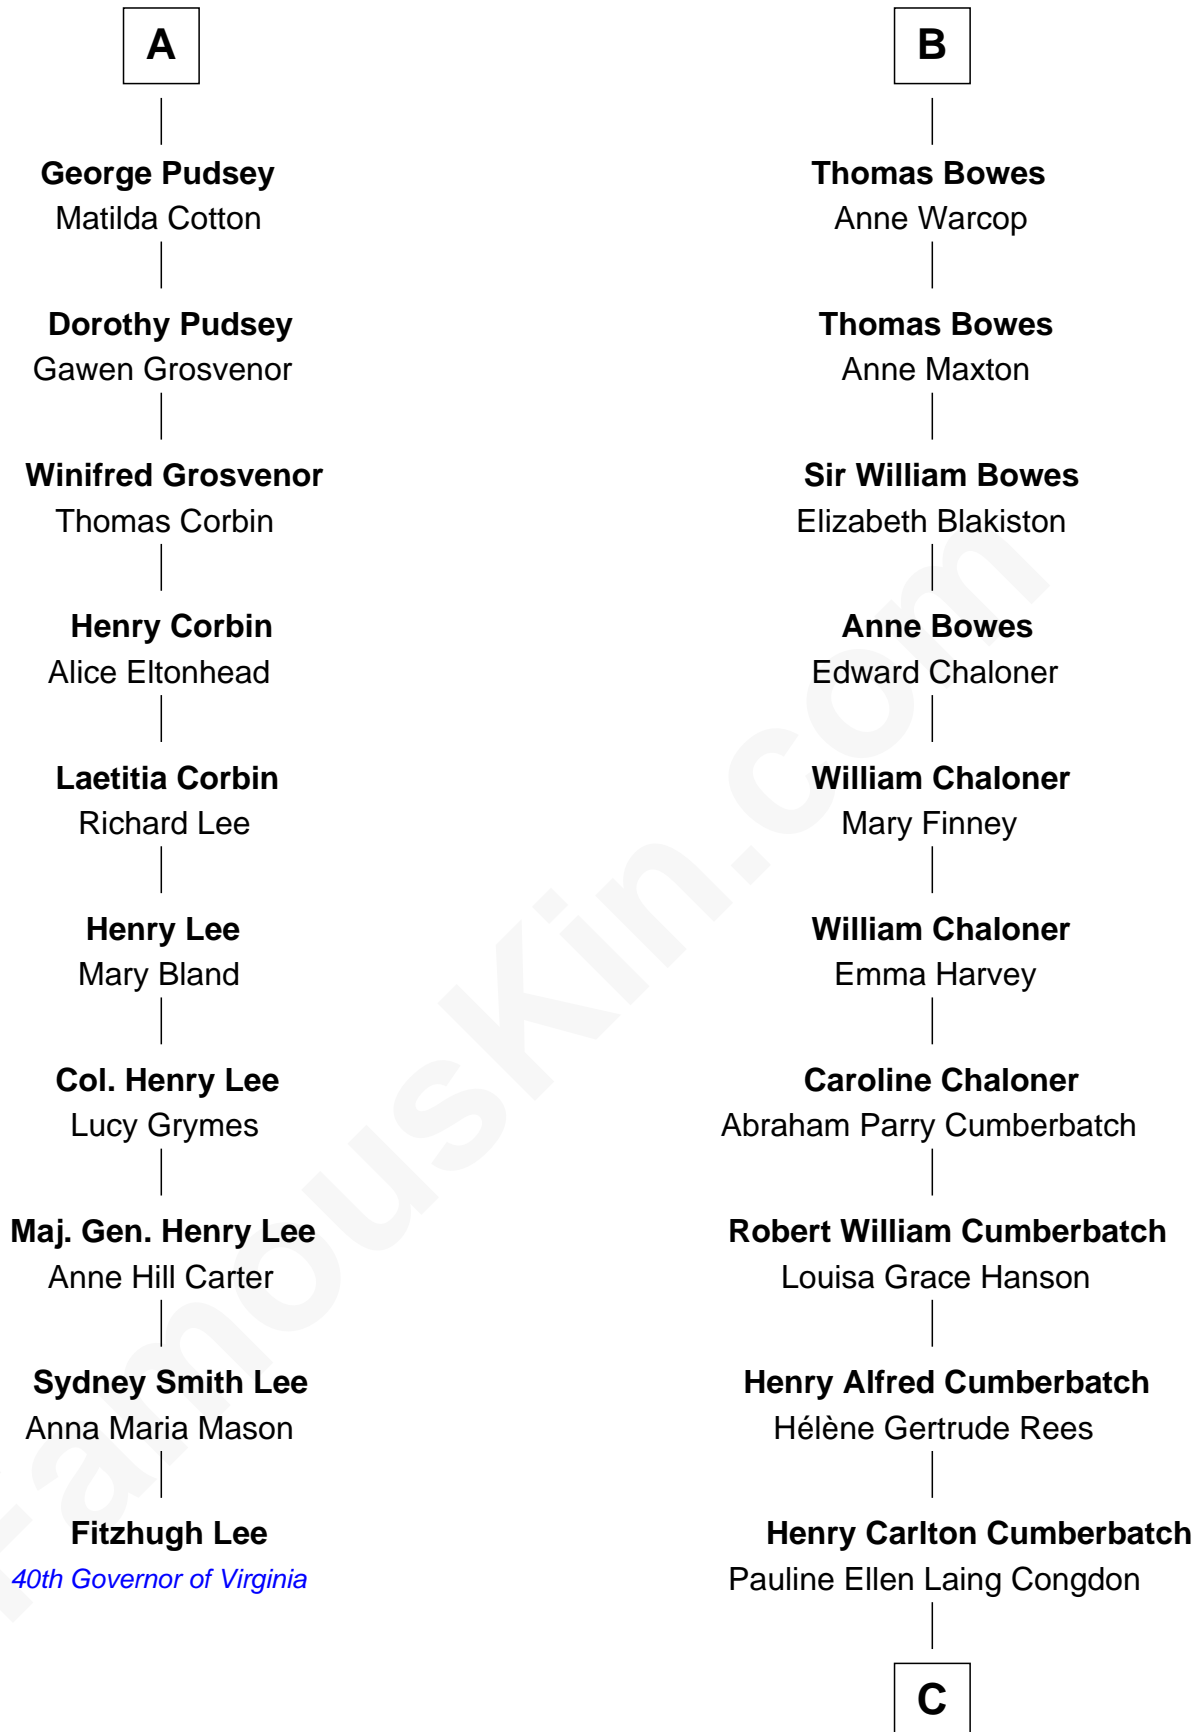 A
George Pudsey
Matilda Cotton
Dorothy Pudsey
Gawen Grosvenor
Winifred Grosvenor
Thomas Corbin
Henry Corbin
Alice Eltonhead
Laetitia Corbin
Richard Lee
Henry Lee
Mary Bland
Col. Henry Lee
Lucy Grymes
Maj. Gen. Henry Lee
Anne Hill Carter
Sydney Smith Lee
Anna Maria Mason
Fitzhugh Lee
40th Governor of Virginia
B
Thomas Bowes
Anne Warcop
Thomas Bowes
Anne Maxton
Sir William Bowes
Elizabeth Blakiston
Anne Bowes
Edward Chaloner
William Chaloner
Mary Finney
William Chaloner
Emma Harvey
Caroline Chaloner
Abraham Parry Cumberbatch
Robert William Cumberbatch
Louisa Grace Hanson
Henry Alfred Cumberbatch
Hélène Gertrude Rees
Henry Carlton Cumberbatch
Pauline Ellen Laing Congdon
C
FamousKin.com